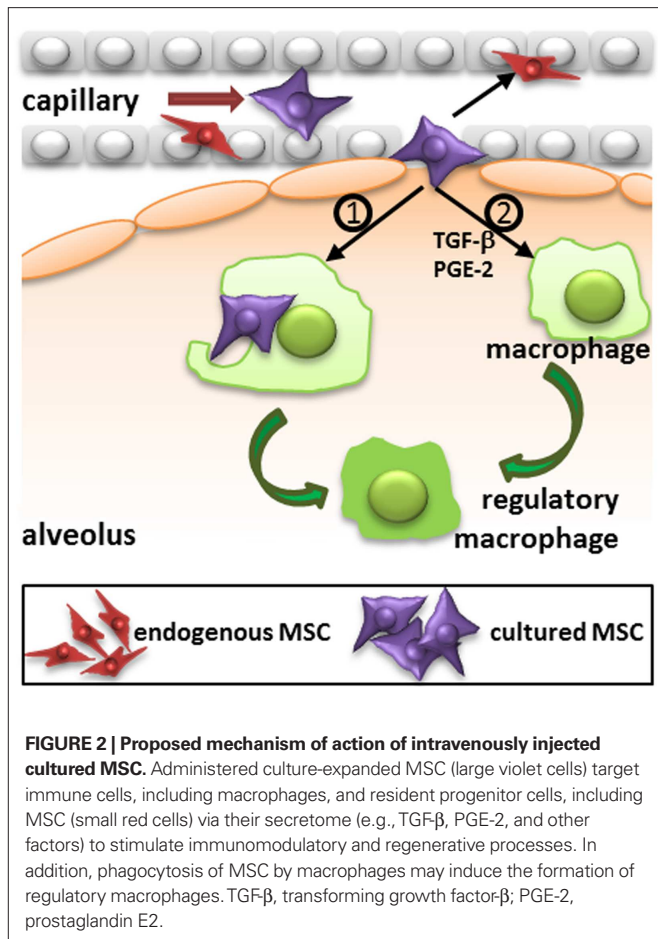 capillary
1
2
TGF-β
PGE-2
macrophage
regulatory
macrophage
alveolus
endogenous MSC
cultured MSC
FIGURE 2 | Proposed mechanism of action of intravenously injected
cultured MSC. Administered culture-expanded MSC (large violet cells) target
immune cells, including macrophages, and resident progenitor cells, including
MSC (small red cells) via their secretome (e.g., TGF-β, PGE-2, and other
factors) to stimulate immunomodulatory and regenerative processes. In
addition, phagocytosis of MSC by macrophages may induce the formation of
regulatory macrophages. TGF-β, transforming growth factor-β; PGE-2,
prostaglandin E2.